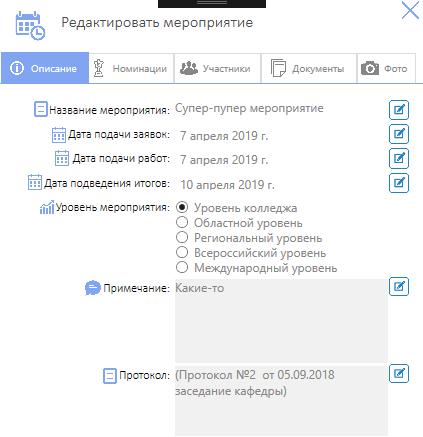 Редактировать мероприятие
Описание Номинации Участники Документы Фото
Название мероприятия: Супер-пупер мероприятие
Дата подачи заявок: 7 апреля 2019 г.
Дата подачи работ: 7 апреля 2019 г.
Дата подведения итогов: 10 апреля 2019 г.
Уровень мероприятия: Уровень колледжа
Областной уровень
Региональный уровень
Всероссийский уровень
Международный уровень
Примечание: Какие-то
Протокол: (Протокол №2 от 05.09.2018
заседание кафедры)